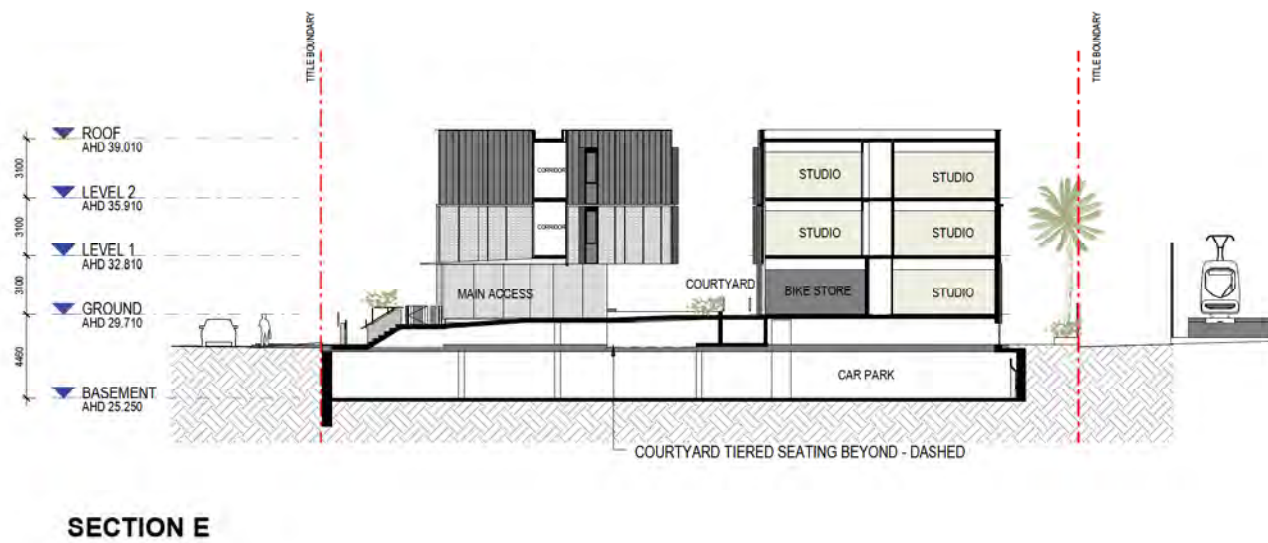 TITLE BOUNDARY
TITLE BOUNDARY
ROOF
AHD 39.010
3100
LEVEL 2
AHD 35.910
3100
LEVEL 1
AHD 32.810
3100
GROUND
AHD 29.710
4460
BASEMENT
AHD 25.250
CORRIDOR
STUDIO
STUDIO
CORRIDOR
STUDIO
STUDIO
MAIN ACCESS
COURTYARD
BIKE STORE
STUDIO
CAR PARK
COURTYARD TIERED SEATING BEYOND - DASHED
SECTION E